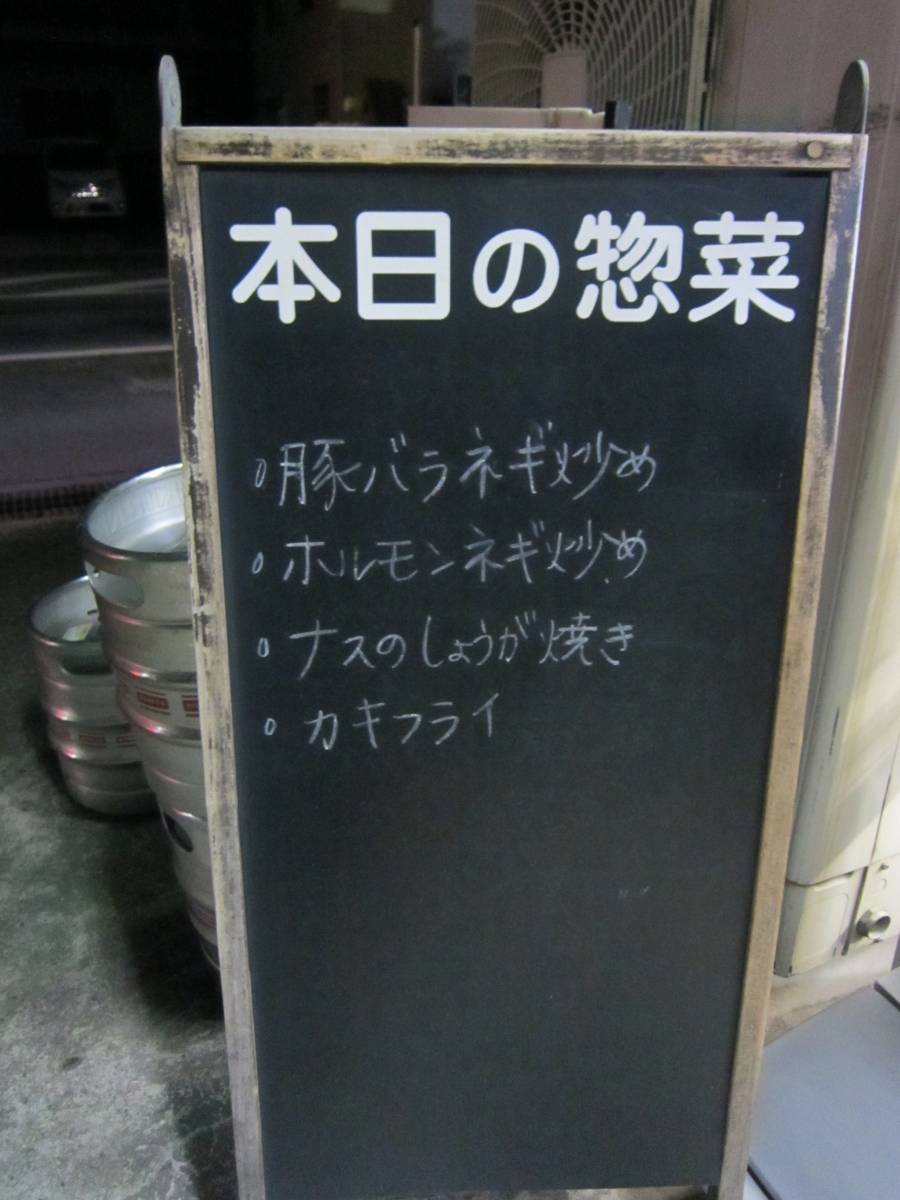 本日の惣菜
○豚バラネギ炒め
○ホルモンネギ炒め
○ナスのしょうが焼き
○カキフライ